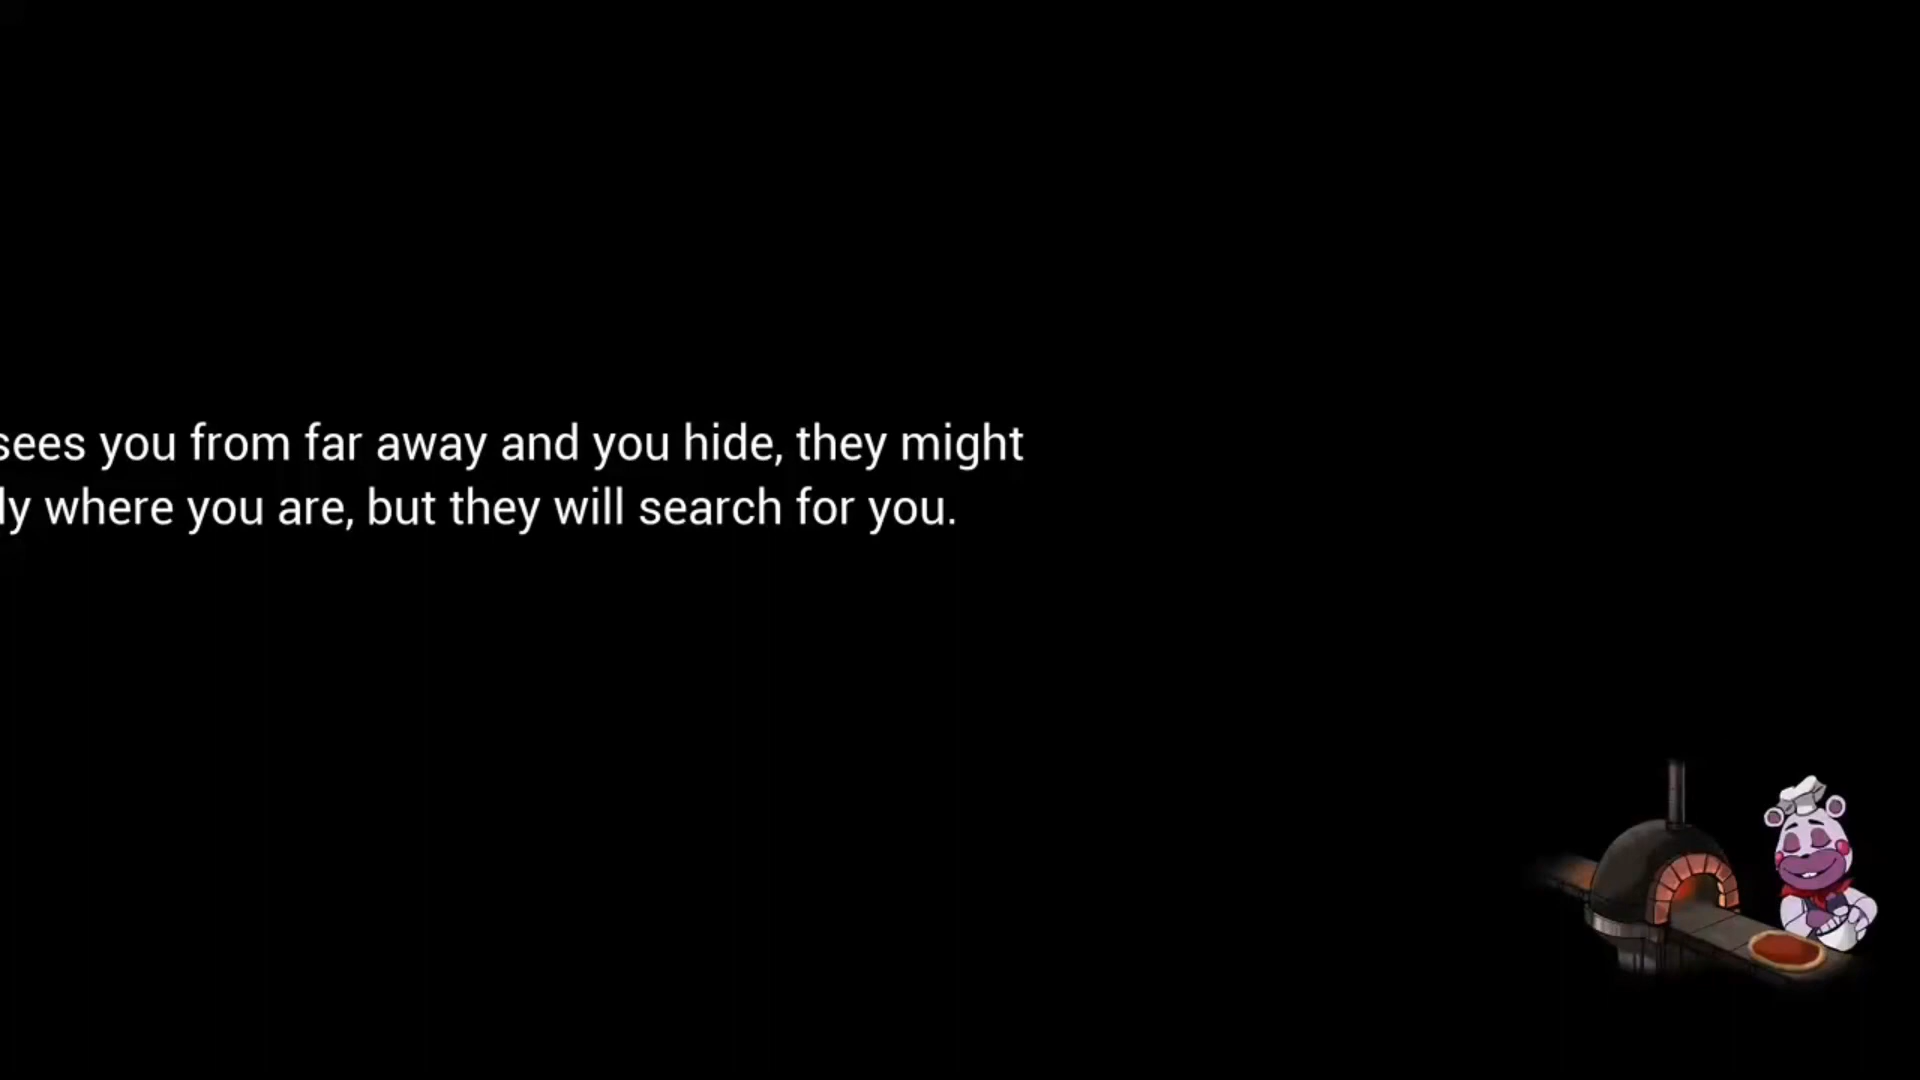 sees you from far away and you hide, they might
ly where you are, but they will search for you.